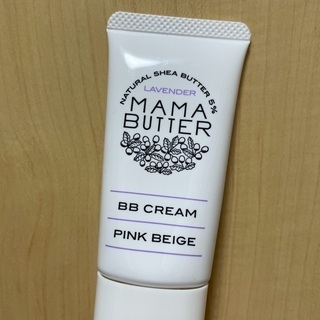 NATURAL SHEA BUTTER 5%
LAVENDER
MAMA
BUTTER
BB CREAM
PINK BEIGE